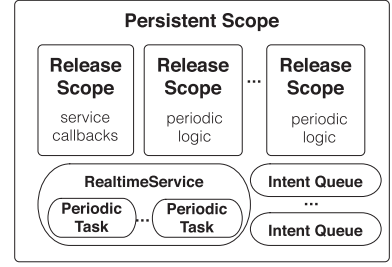 Persistent Scope
Release
Scope
service
callbacks
Release
Scope
periodic
logic
...
Release
Scope
periodic
logic
RealtimeService
Periodic
Task
...
Periodic
Task
Intent Queue
...
Intent Queue